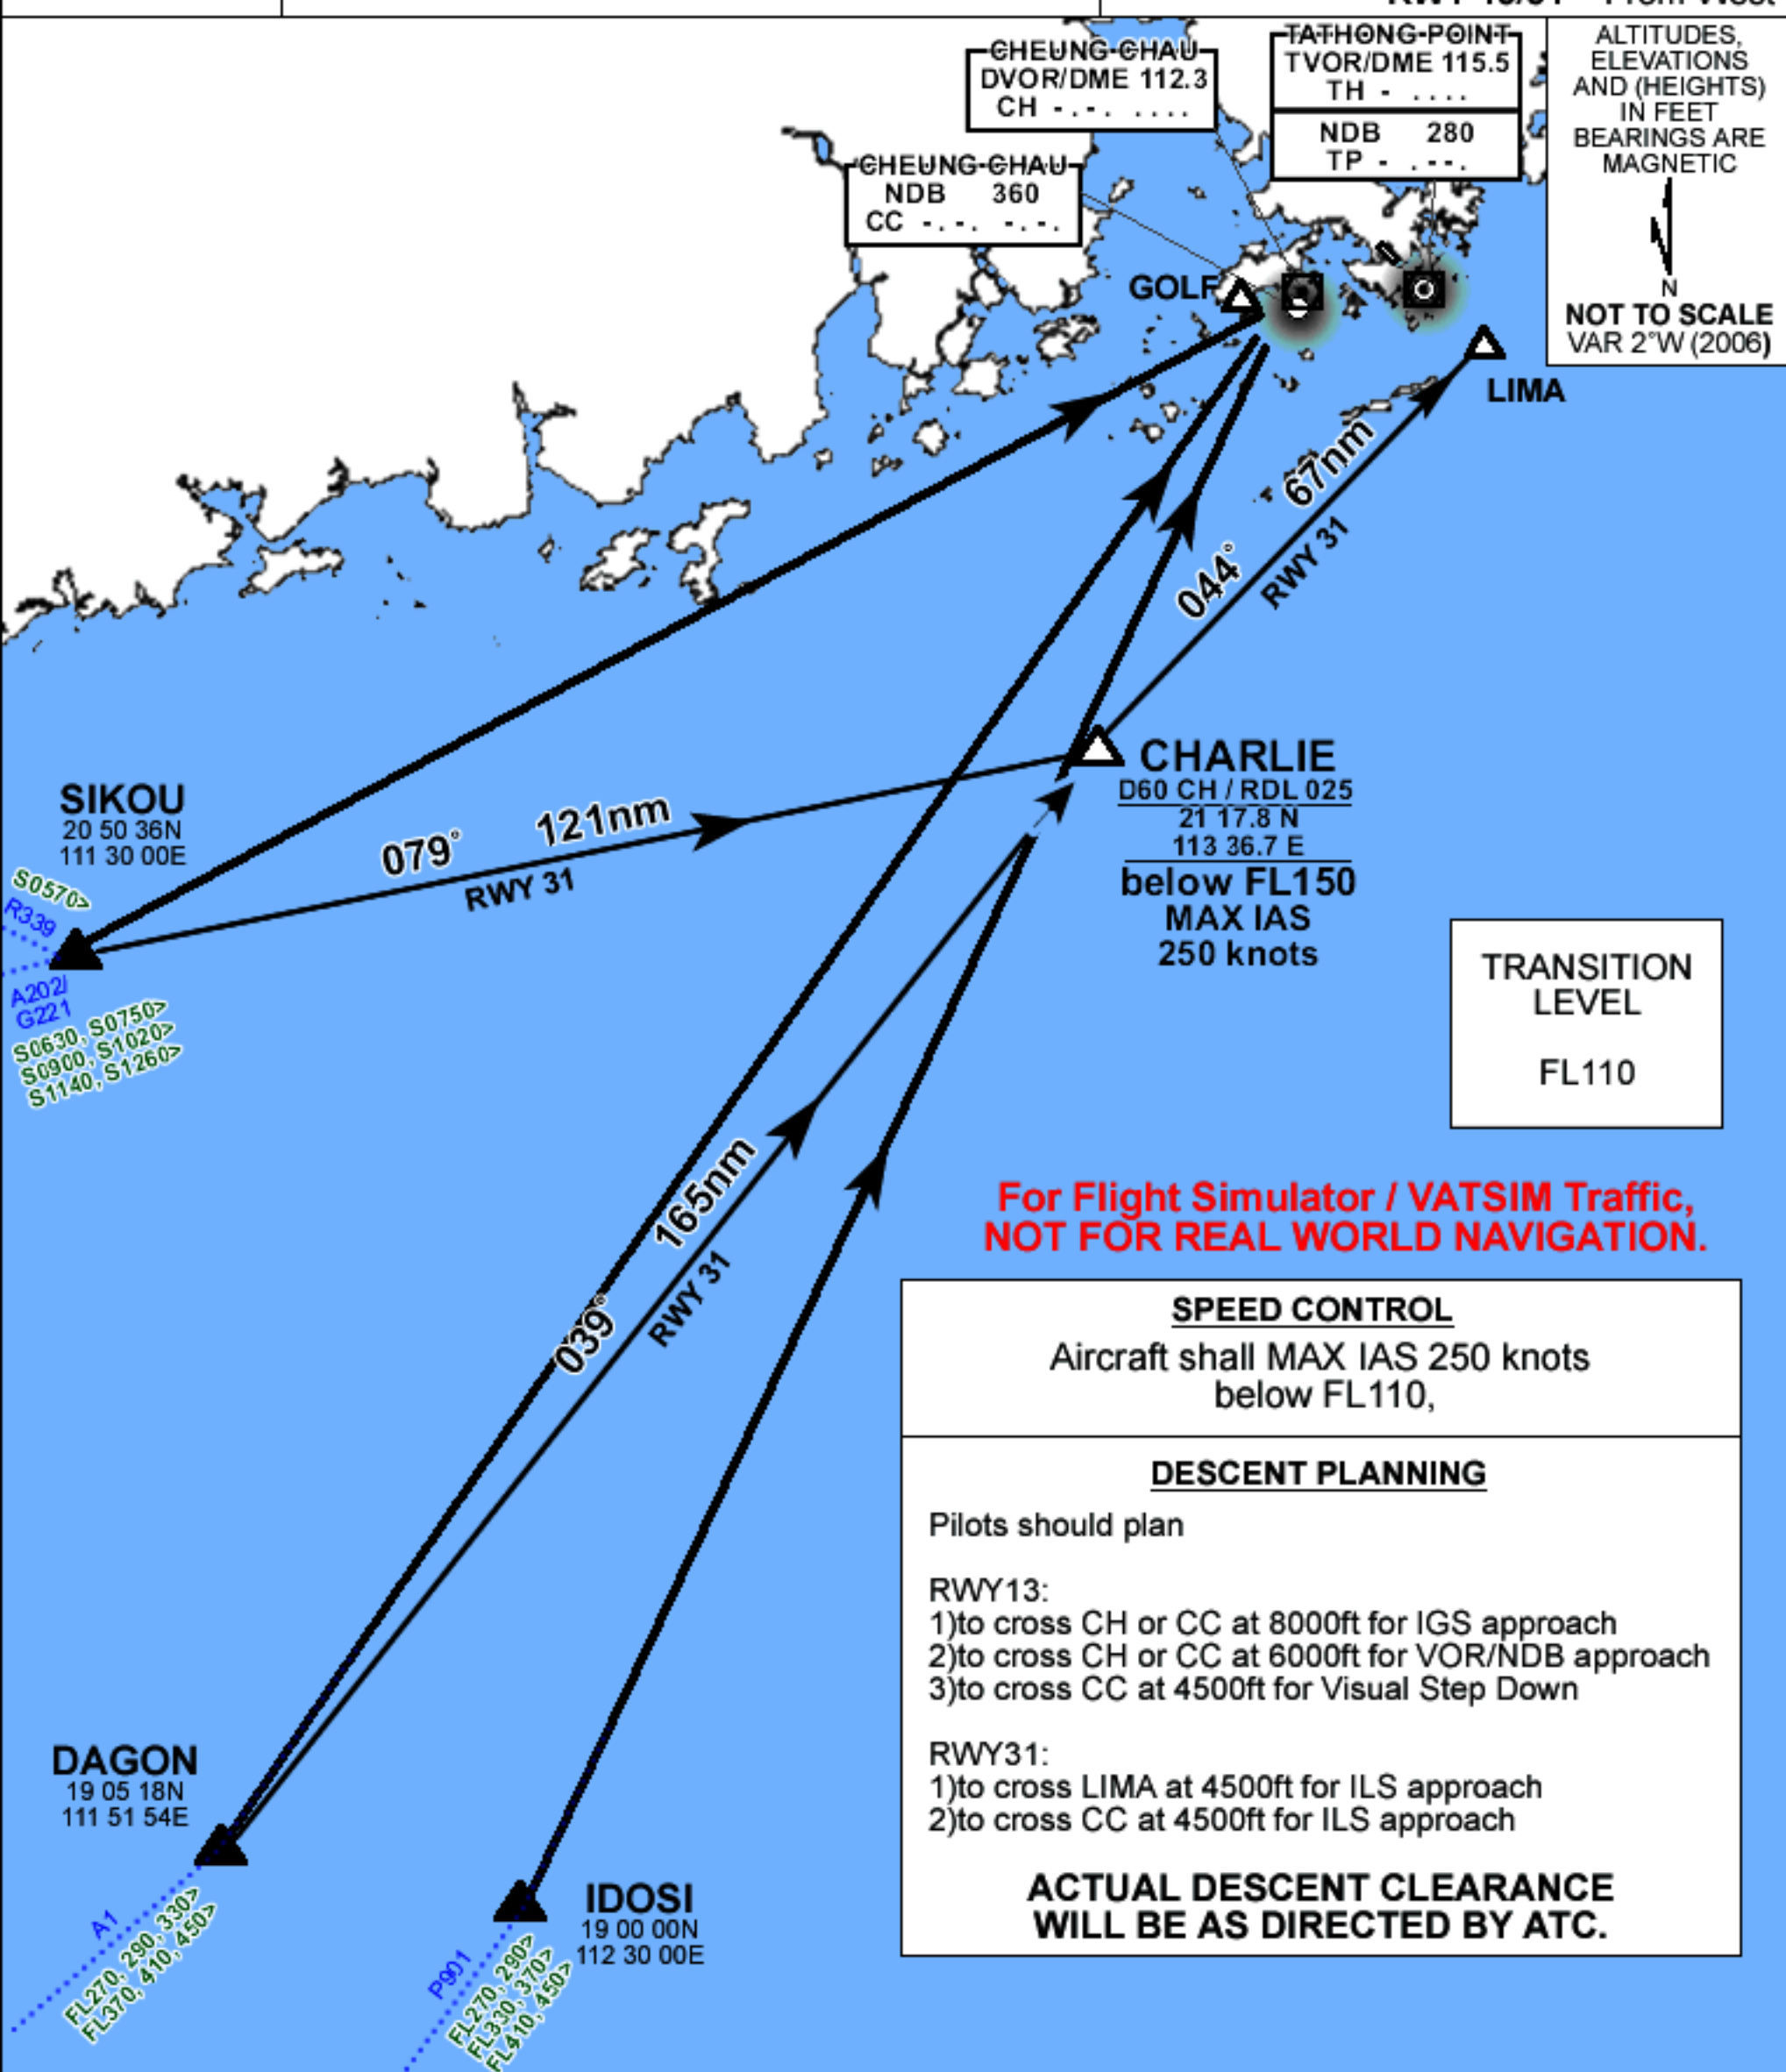 CHEUNG CHAU
DVOR/DME 112.3
CH -.-. ....
TATHONG POINT
TVOR/DME 115.5
TH - ....
NDB 280
TP - .--.
CHEUNG CHAU
NDB 360
CC -.-. -.-.
ALTITUDES,
ELEVATIONS
AND (HEIGHTS)
IN FEET
BEARINGS ARE
MAGNETIC
N
NOT TO SCALE
VAR 2°W (2006)
GOLF
LIMA
67nm
044°
RWY 31
SIKOU
20 50 36N
111 30 00E
079°
121nm
RWY 31
CHARLIE
D60 CH / RDL 025
21 17.8 N
113 36.7 E
below FL150
MAX IAS
250 knots
S0570>
R339
A202/
G221
S0630, S0750>
S0900, S1020>
S1140, S1260>
TRANSITION
LEVEL
FL110
165nm
039°
RWY 31
For Flight Simulator / VATSIM Traffic,
NOT FOR REAL WORLD NAVIGATION.
SPEED CONTROL
Aircraft shall MAX IAS 250 knots
below FL110,
DESCENT PLANNING
Pilots should plan
RWY13:
1)to cross CH or CC at 8000ft for IGS approach
2)to cross CH or CC at 6000ft for VOR/NDB approach
3)to cross CC at 4500ft for Visual Step Down
RWY31:
1)to cross LIMA at 4500ft for ILS approach
2)to cross CC at 4500ft for ILS approach
ACTUAL DESCENT CLEARANCE
WILL BE AS DIRECTED BY ATC.
DAGON
19 05 18N
111 51 54E
A1
FL270, 290, 330>
FL370, 410, 450>
IDOSI
19 00 00N
112 30 00E
P901
FL270, 290>
FL330, 370>
FL410, 450>